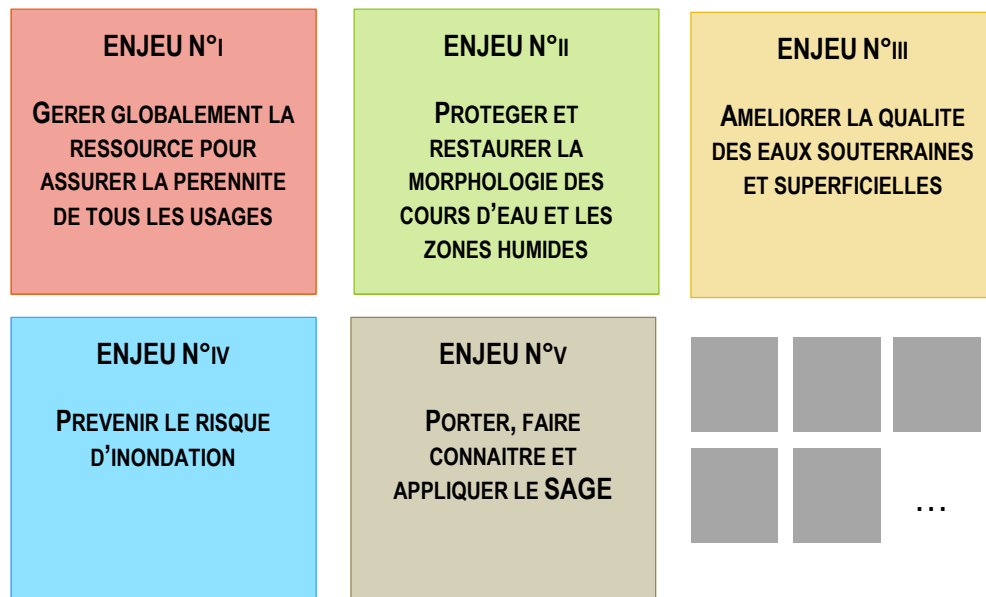 ENJEU N°I
GERER GLOBALEMENT LA
RESSOURCE POUR
ASSURER LA PERENNITE
DE TOUS LES USAGES
ENJEU N°II
PROTEGER ET
RESTAURER LA
MORPHOLOGIE DES
COURS D'EAU ET LES
ZONES HUMIDES
ENJEU N°III
AMELIORER LA QUALITE
DES EAUX SOUTERRAINES
ET SUPERFICIELLES
ENJEU N°IV
PREVENIR LE RISQUE
D'INONDATION
ENJEU N°V
PORTER, FAIRE
CONNAITRE ET
APPLIQUER LE SAGE
…